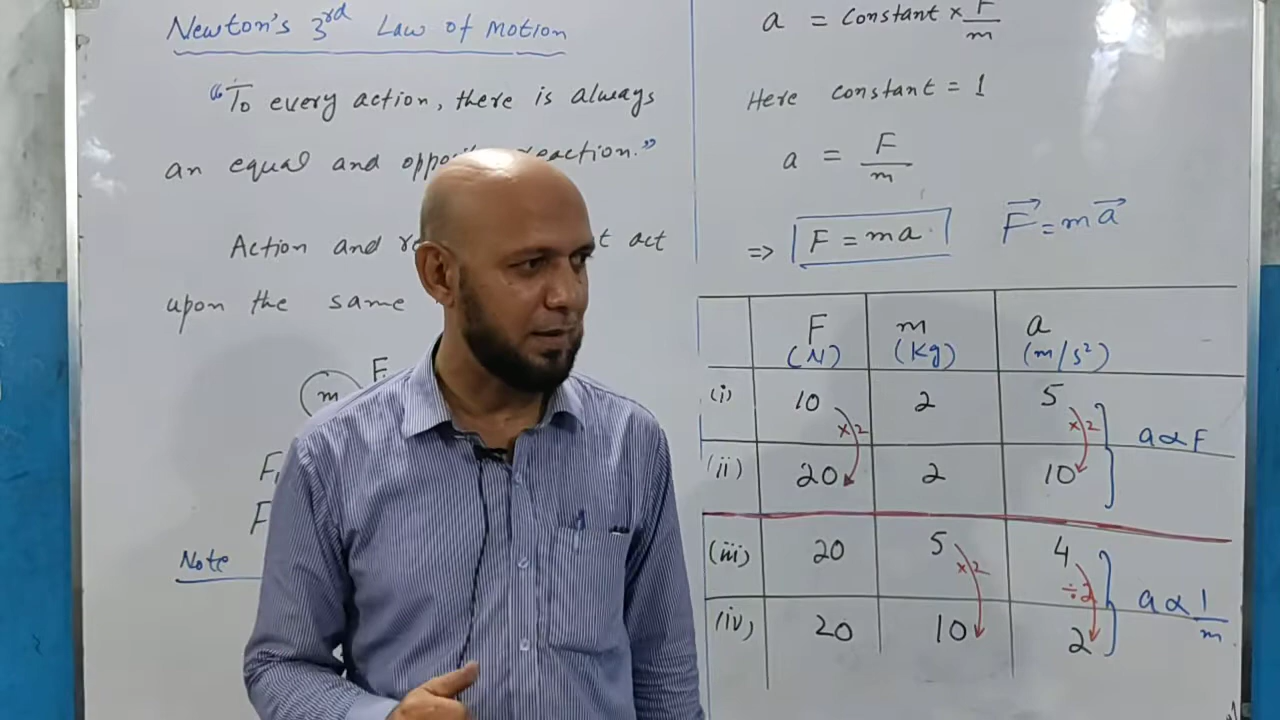 Newton's 3rd Law of Motion
"To every action, there is always
an equal and reaction."
Action and act
upon the same
m
F
F
Note
a = constant × F/m
Here constant = 1
a = F/m
=> F = ma F⃗ = ma⃗
F m a
(N) (Kg) (m/s²)
(i) 10 2 5
×2 ×2 a ∝ F
(ii) 20 2 10
(iii) 20 5 4
×2 ÷2 a ∝ 1/m
(iv) 20 10 2